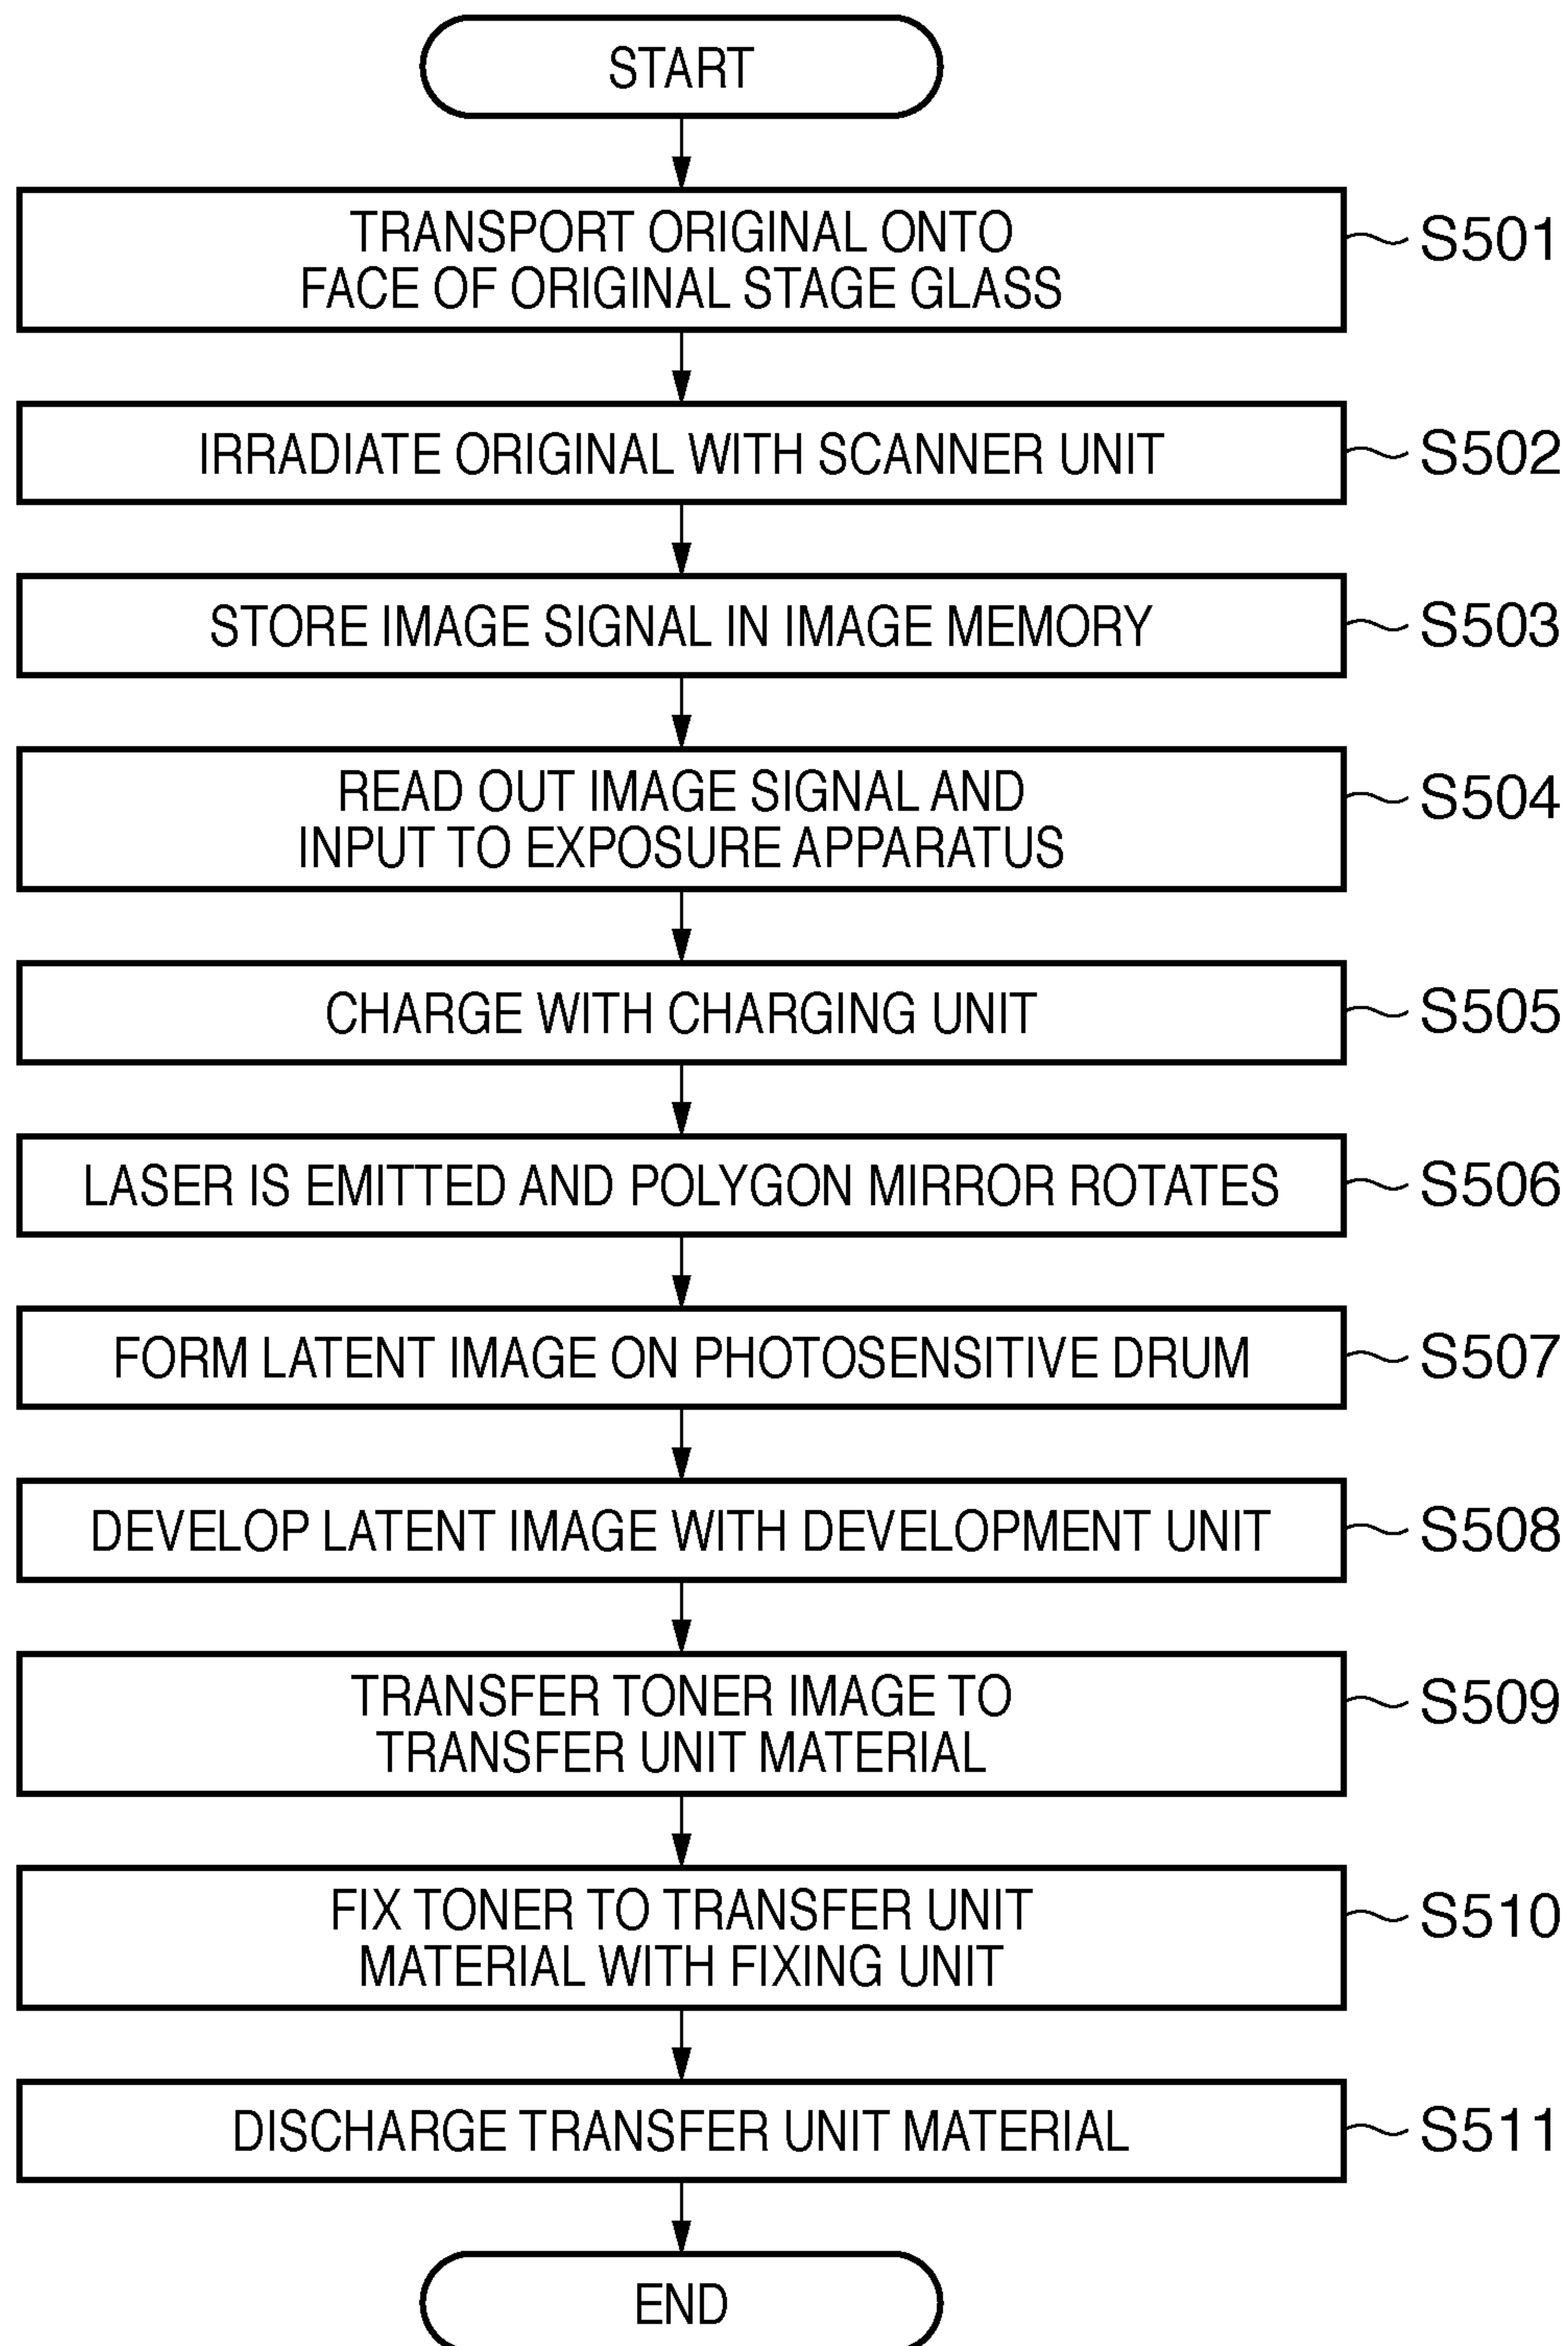 START
TRANSPORT ORIGINAL ONTO
FACE OF ORIGINAL STAGE GLASS
S501
IRRADIATE ORIGINAL WITH SCANNER UNIT
S502
STORE IMAGE SIGNAL IN IMAGE MEMORY
S503
READ OUT IMAGE SIGNAL AND
INPUT TO EXPOSURE APPARATUS
S504
CHARGE WITH CHARGING UNIT
S505
LASER IS EMITTED AND POLYGON MIRROR ROTATES
S506
FORM LATENT IMAGE ON PHOTOSENSITIVE DRUM
S507
DEVELOP LATENT IMAGE WITH DEVELOPMENT UNIT
S508
TRANSFER TONER IMAGE TO
TRANSFER UNIT MATERIAL
S509
FIX TONER TO TRANSFER UNIT
MATERIAL WITH FIXING UNIT
S510
DISCHARGE TRANSFER UNIT MATERIAL
S511
END